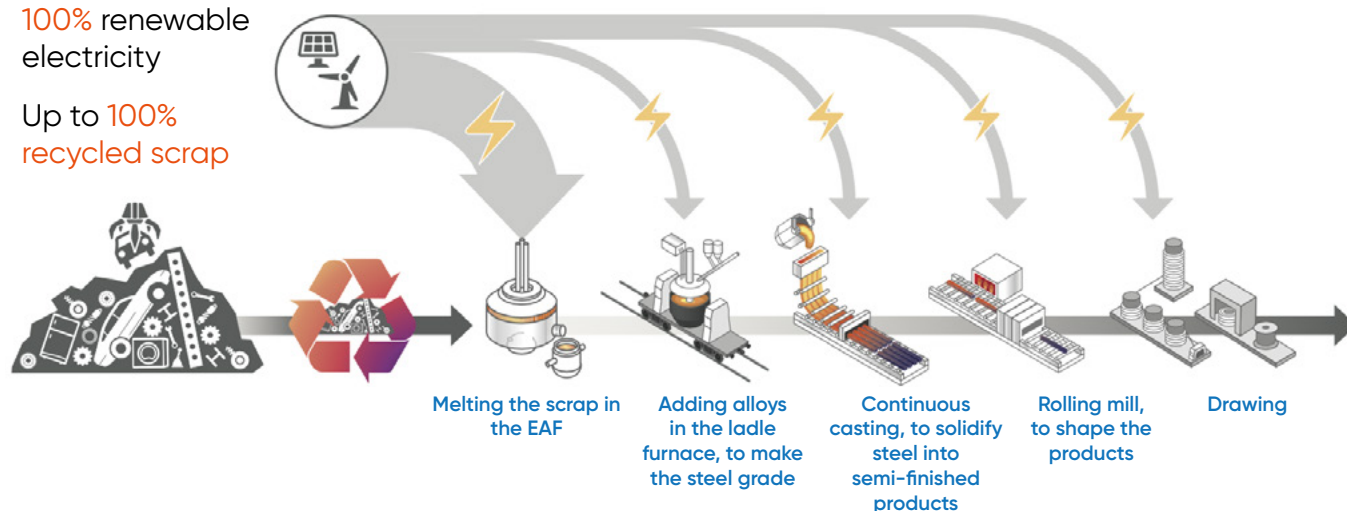 100% renewable
electricity
Up to 100%
recycled scrap
Melting the scrap in
the EAF
Adding alloys
in the ladle
furnace, to make
the steel grade
Continuous
casting, to solidify
steel into
semi-finished
products
Rolling mill,
to shape the
products
Drawing